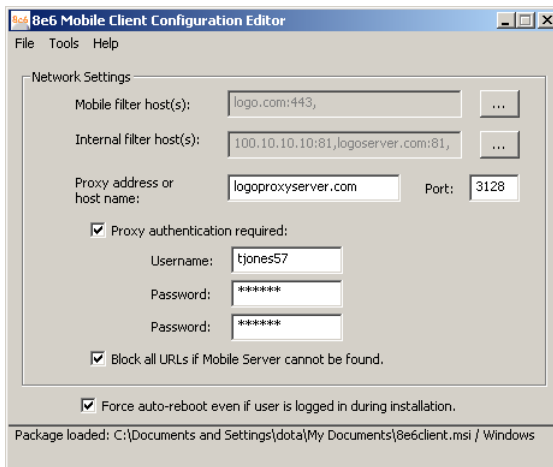 8e6 8e6 Mobile Client Configuration Editor
File Tools Help
Network Settings
Mobile filter host(s): logo.com:443, ...
Internal filter host(s): 100.10.10.10:81,logoserver.com:81, ...
Proxy address or
host name: logoproxyserver.com Port: 3128
Proxy authentication required:
Username: tjones57
Password: ******
Password: ******
Block all URLs if Mobile Server cannot be found.
Force auto-reboot even if user is logged in during installation.
Package loaded: C:\Documents and Settings\dota\My Documents\8e6client.msi / Windows